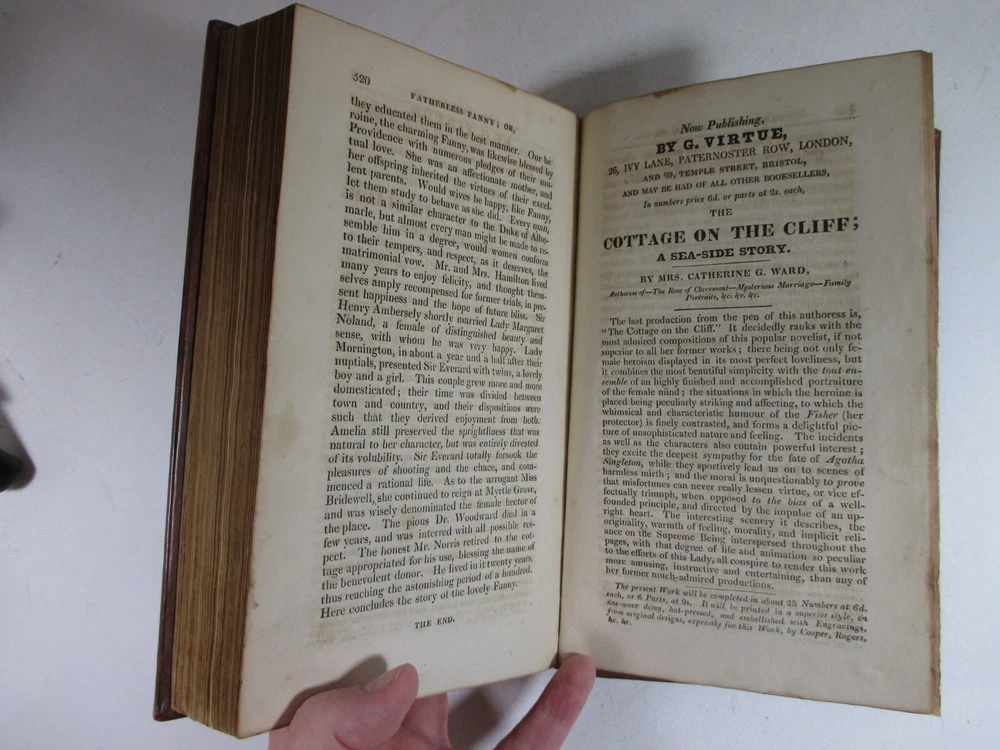 520
FATHERLESS FANNY; OR,
they educated them in the best manner. Our he-
roine, the charming Fanny, was likewise blessed by
Providence with numerous pledges of their mu-
tual love. She was an affectionate mother, and
her offspring inherited the virtues of their excel-
lent parents. Would wives be happy, like Fanny,
let them study to behave as she did. Every man,
is not a similar character to the Duke of Albe-
marle, but almost every man might be made to re-
semble him in a degree, would women conform
to their tempers, and respect, as it deserves, the
matrimonial vow. Mr. and Mrs. Hamilton lived
many years to enjoy felicity, and thought them-
selves amply recompensed for former trials, in pre-
sent happiness and the hope of future bliss. Sir
Henry Ambersely shortly married Lady Margaret
Noland, a female of distinguished beauty and
sense, with whom he was very happy. Lady
Mornington, in about a year and a half after their
nuptials, presented Sir Everard with twins, a lovely
boy and a girl. This couple grew more and more
domesticated; their time was divided between
town and country, and their dispositions were
such that they derived enjoyment from both.
Amelia still preserved the sprightliness that was
natural to her character, but was entirely divested
of its volubility. Sir Everard totally forsook the
pleasures of shooting and the chace, and com-
menced a rational life. As to the arrogant Miss
Bridewell, she continued to reign at Myrtle Grove,
and was wisely denominated the female hector of
the place. The pious Dr. Woodward died in a
few years, and was interred with all possible res-
pect. The honest Mr. Norris retired to the cot-
tage appropriated for his use, blessing the name of
the benevolent donor. He lived in it twenty years,
thus reaching the astonishing period of a hundred.
Here concludes the story of the lovely Fanny.
THE END.
Now Publishing,
BY G. VIRTUE,
26, IVY LANE, PATERNOSTER ROW, LONDON,
AND 29, TEMPLE STREET, BRISTOL,
AND MAY BE HAD OF ALL OTHER BOOKSELLERS,
In numbers price 6d. or parts at 2s. each,
THE
COTTAGE ON THE CLIFF;
A SEA-SIDE STORY.
BY MRS. CATHERINE G. WARD,
Authoress of—The Rose of Claremont—Mysterious Marriage—Family
Portraits, &c. &c. &c.
The last production from the pen of this authoress is,
"The Cottage on the Cliff." It decidedly ranks with the
most admired compositions of this popular novelist, if not
superior to all her former works; there being not only fe-
male heroism displayed in its most perfect loveliness, but
it combines the most beautiful simplicity with the tout en-
semble of an highly finished and accomplished portraiture
of the female mind; the situations in which the heroine is
placed being peculiarly striking and affecting, to which the
whimsical and characteristic humour of the Fisher (her
protector) is finely contrasted, and forms a delightful pic-
ture of unsophisticated nature and feeling. The incidents
as well as the characters also contain powerful interest;
they excite the deepest sympathy for the fate of Agatha
Singleton, while they sportively lead us on to scenes of
harmless mirth; and the moral is unquestionably to prove
that misfortunes can never really lessen virtue, or vice ef-
fectually triumph, when opposed to the bias of a well-
founded principle, and directed by the impulse of an up-
right heart. The interesting scenery it describes, the
originality, warmth of feeling, morality, and implicit reli-
ance on the Supreme Being interspersed throughout the
pages, with that degree of life and animation so peculiar
to the efforts of this Lady, all conspire to render this work
more amusing, instructive and entertaining, than any of
her former much-admired productions.
The present Work will be completed in about 25 Numbers at 6d.
each, or 6 Parts, at 9s. It will be printed in a superior style, on
fine-wove demy, hot-pressed, and embellished with Engravings,
from original designs, expressly for this Work, by Couper, Rogers,
&c. &c.